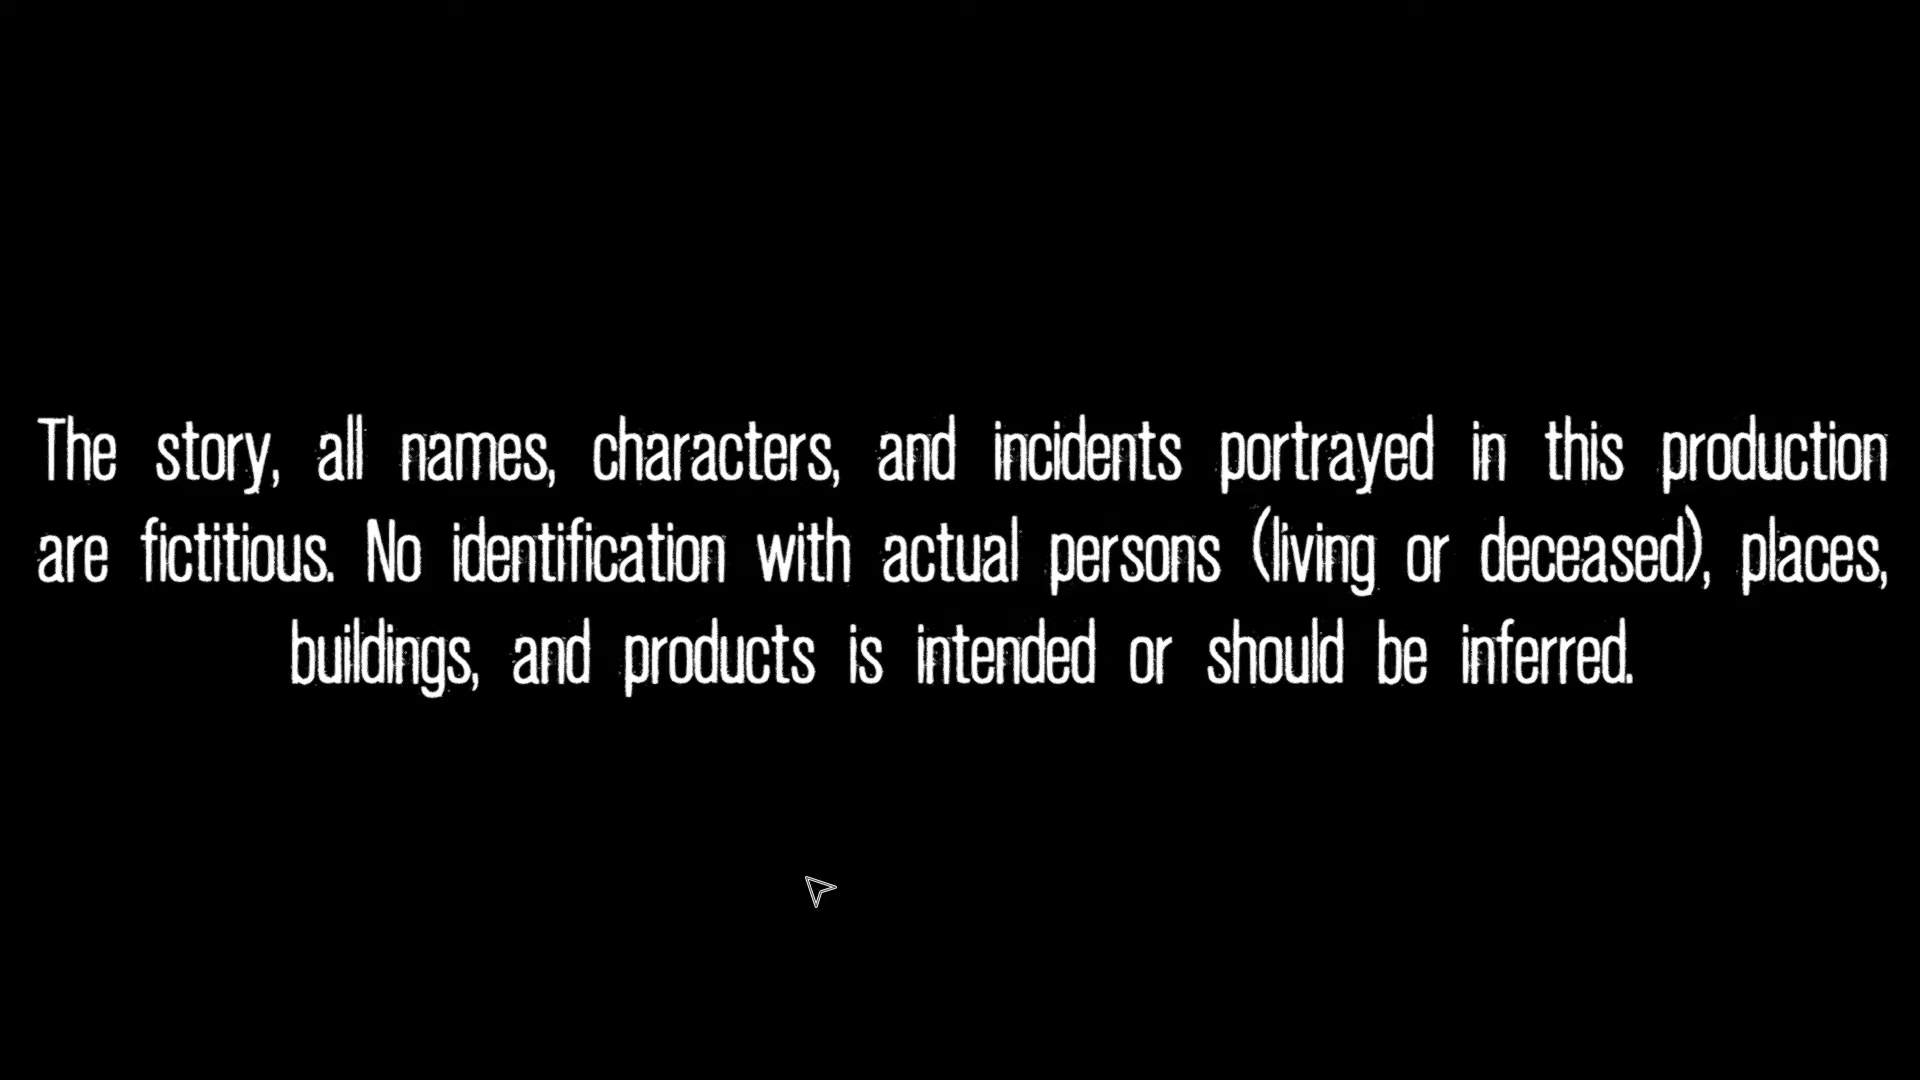 The story, all names, characters, and incidents portrayed in this production
are fictitious. No identification with actual persons (living or deceased), places,
buildings, and products is intended or should be inferred.